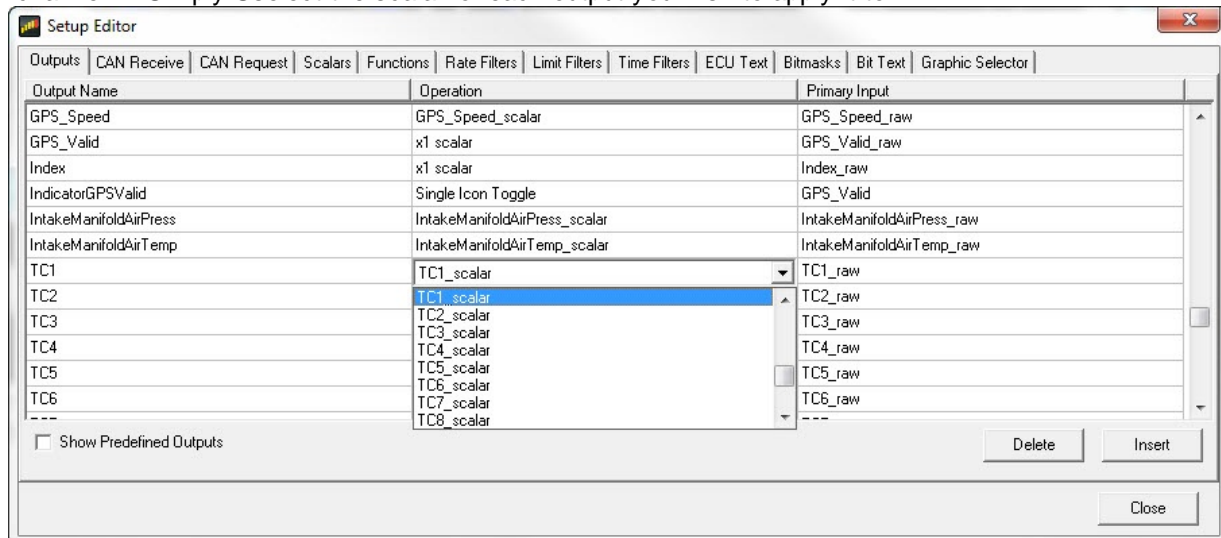 Setup Editor
Outputs CAN Receive CAN Request Scalars Functions Rate Filters Limit Filters Time Filters ECU Text Bitmasks Bit Text Graphic Selector
Output Name Operation Primary Input
GPS_Speed GPS_Speed_scalar GPS_Speed_raw
GPS_Valid x1 scalar GPS_Valid_raw
Index x1 scalar Index_raw
IndicatorGPSValid Single Icon Toggle GPS_Valid
IntakeManifoldAirPress IntakeManifoldAirPress_scalar IntakeManifoldAirPress_raw
IntakeManifoldAirTemp IntakeManifoldAirTemp_scalar IntakeManifoldAirTemp_raw
TC1 TC1_scalar TC1_raw
TC2 TC1_scalar TC2_raw
TC2_scalar
TC3 TC3_scalar TC3_raw
TC4 TC4_scalar TC4_raw
TC5 TC5_scalar TC5_raw
TC6_scalar
TC6 TC7_scalar TC6_raw
TC8_scalar
Show Predefined Outputs Delete Insert
Close